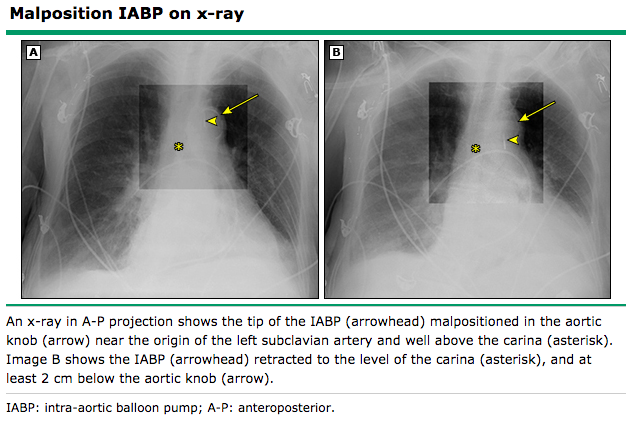 Malposition IABP on x-ray
A
B
An x-ray in A-P projection shows the tip of the IABP (arrowhead) malpositioned in the aortic
knob (arrow) near the origin of the left subclavian artery and well above the carina (asterisk).
Image B shows the IABP (arrowhead) retracted to the level of the carina (asterisk), and at
least 2 cm below the aortic knob (arrow).
IABP: intra-aortic balloon pump; A-P: anteroposterior.